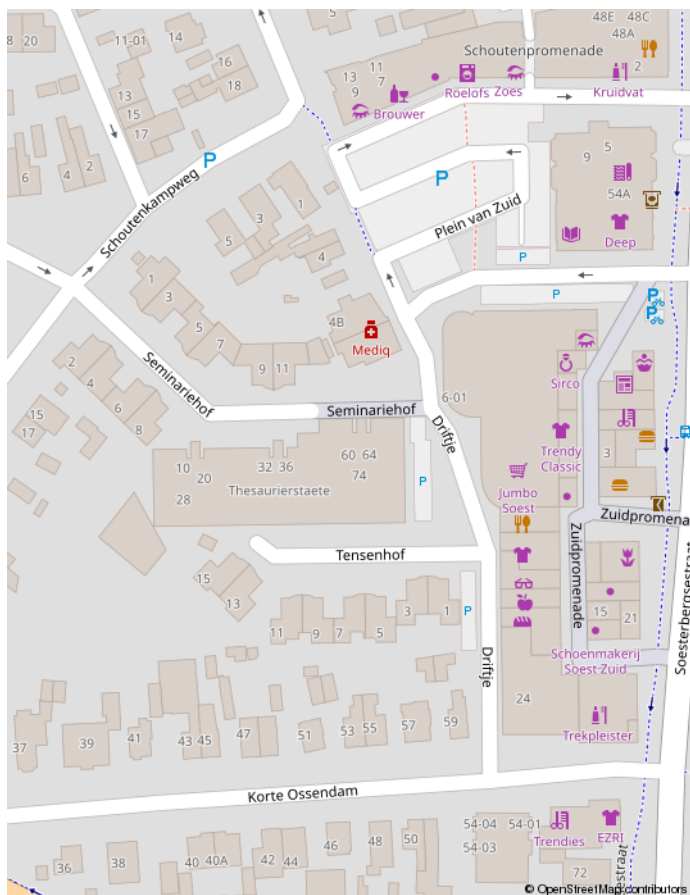 48E 48C
48A
8 20
11-01 14
Schoutenpromenade
16
13 11
7
9
2
18
13
15
17
Brouwer
Roelofs Zoes
Kruidvat
P
9 5
54A
6
4 2
Schoutenkampweg
1
3
5
4
P
Plein van Zuid
Deep
P
P
P
P
1
3
5
7
9 11
4B
Mediq
Sirco
2
4
6
8
Seminariehof
Seminariehof
6-01
Driftje
15
17
Trendy
Classic
3
10
20
28
32 36
60 64
74
Thesaurierstaete
P
Jumbo
Soest
Zuidpromena
Zuidpromenade
Tensenhof
15
13
P
3 1
11 9 7 5
15 21
Driftje
Schoenmakerij
Soest Zuid
Soesterbergsestraat
24
Trekpleister
37
39
41
43 45
47
51
53 55
57
59
Korte Ossendam
54-04 54-01
54-03
Trendies
EZRI
36
38
40 40A
42 44
46
48
50
72
estraat
© OpenStreetMap contributors